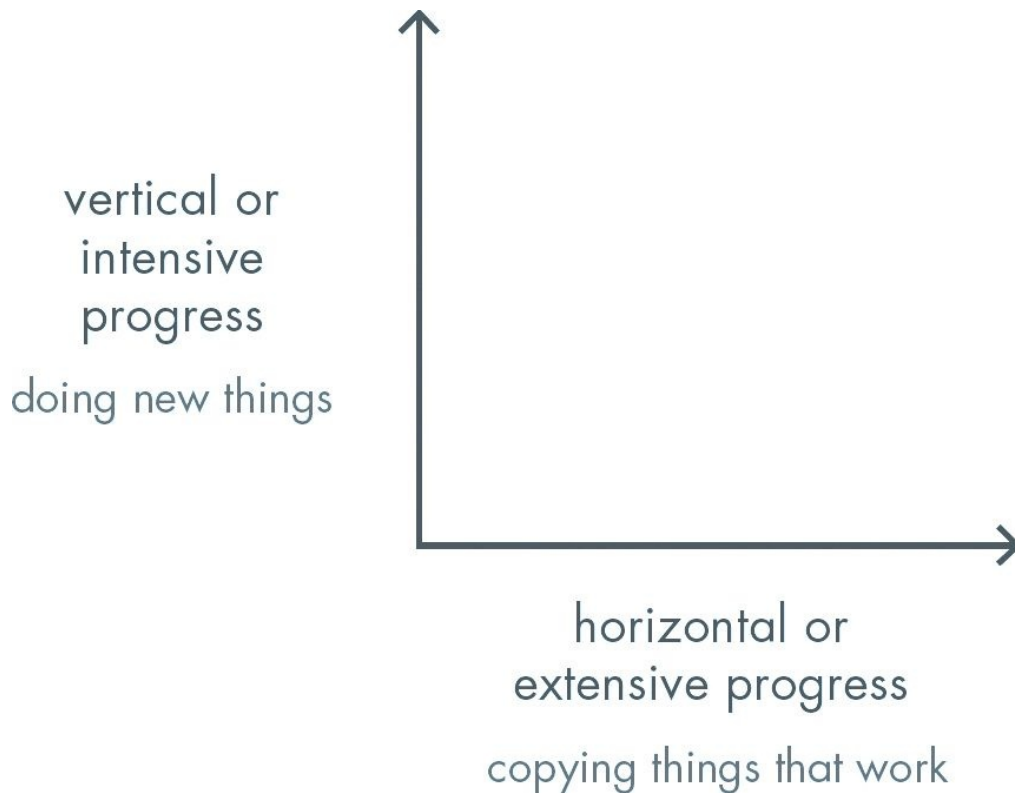 vertical or
intensive
progress
doing new things
horizontal or
extensive progress
copying things that work